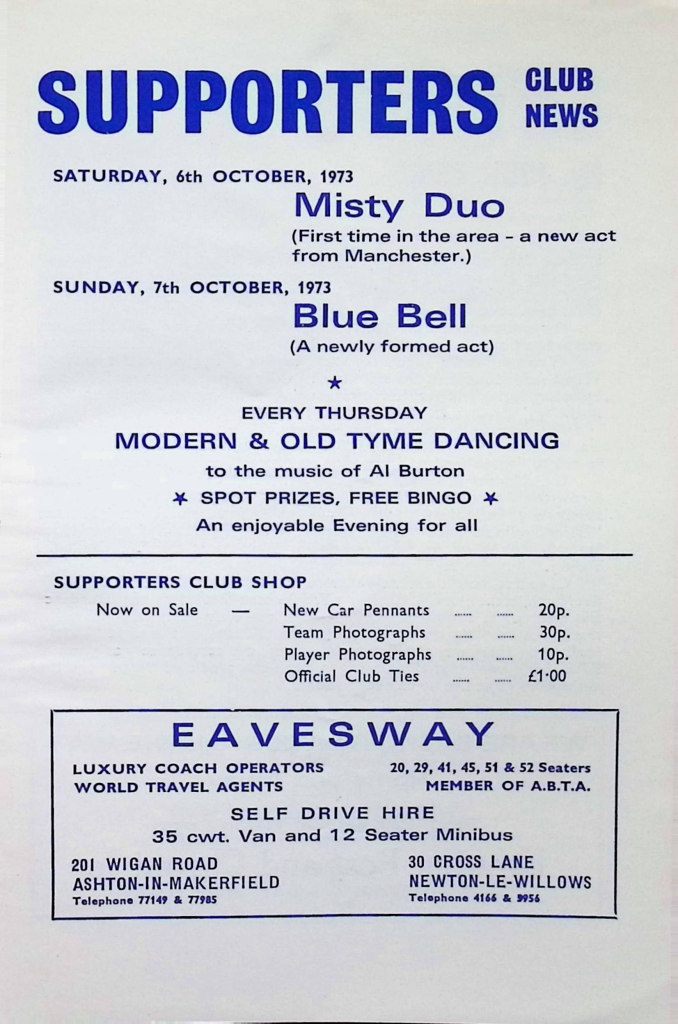 SUPPORTERS CLUB NEWS
SATURDAY, 6th OCTOBER, 1973
Misty Duo
(First time in the area - a new act
from Manchester.)
SUNDAY, 7th OCTOBER, 1973
Blue Bell
(A newly formed act)
★
EVERY THURSDAY
MODERN & OLD TYME DANCING
to the music of Al Burton
★ SPOT PRIZES, FREE BINGO ★
An enjoyable Evening for all
SUPPORTERS CLUB SHOP
Now on Sale — New Car Pennants ...... ...... 20p.
Team Photographs ...... ...... 30p.
Player Photographs ...... ...... 10p.
Official Club Ties ...... ...... £1·00
EAVESWAY
LUXURY COACH OPERATORS 20, 29, 41, 45, 51 & 52 Seaters
WORLD TRAVEL AGENTS MEMBER OF A.B.T.A.
SELF DRIVE HIRE
35 cwt. Van and 12 Seater Minibus
201 WIGAN ROAD 30 CROSS LANE
ASHTON-IN-MAKERFIELD NEWTON-LE-WILLOWS
Telephone 77149 & 77985 Telephone 4166 & 5956